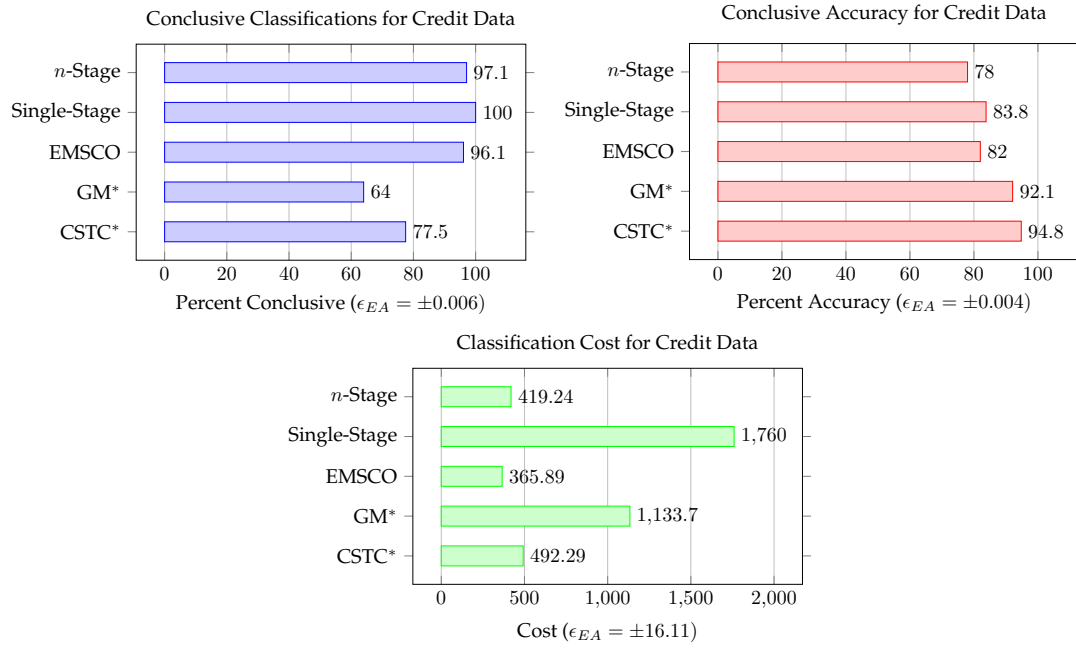 Conclusive Classifications for Credit Data
n-Stage
97.1
Single-Stage
100
EMSCO
96.1
GM*
64
CSTC*
77.5
0 20 40 60 80 100
Percent Conclusive (ϵEA = ±0.006)
Conclusive Accuracy for Credit Data
n-Stage
78
Single-Stage
83.8
EMSCO
82
GM*
92.1
CSTC*
94.8
0 20 40 60 80 100
Percent Accuracy (ϵEA = ±0.004)
Classification Cost for Credit Data
n-Stage
419.24
Single-Stage
1,760
EMSCO
365.89
GM*
1,133.7
CSTC*
492.29
0 500 1,000 1,500 2,000
Cost (ϵEA = ±16.11)